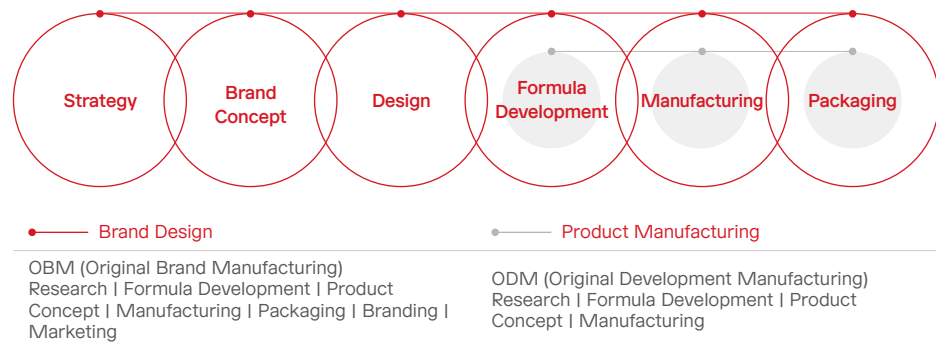 Strategy
Brand
Concept
Design
Formula
Development
Manufacturing
Packaging
Brand Design
OBM (Original Brand Manufacturing)
Research | Formula Development | Product
Concept | Manufacturing | Packaging | Branding |
Marketing
Product Manufacturing
ODM (Original Development Manufacturing)
Research | Formula Development | Product
Concept | Manufacturing